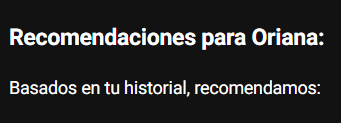 Recomendaciones para Oriana:
Basados en tu historial, recomendamos: